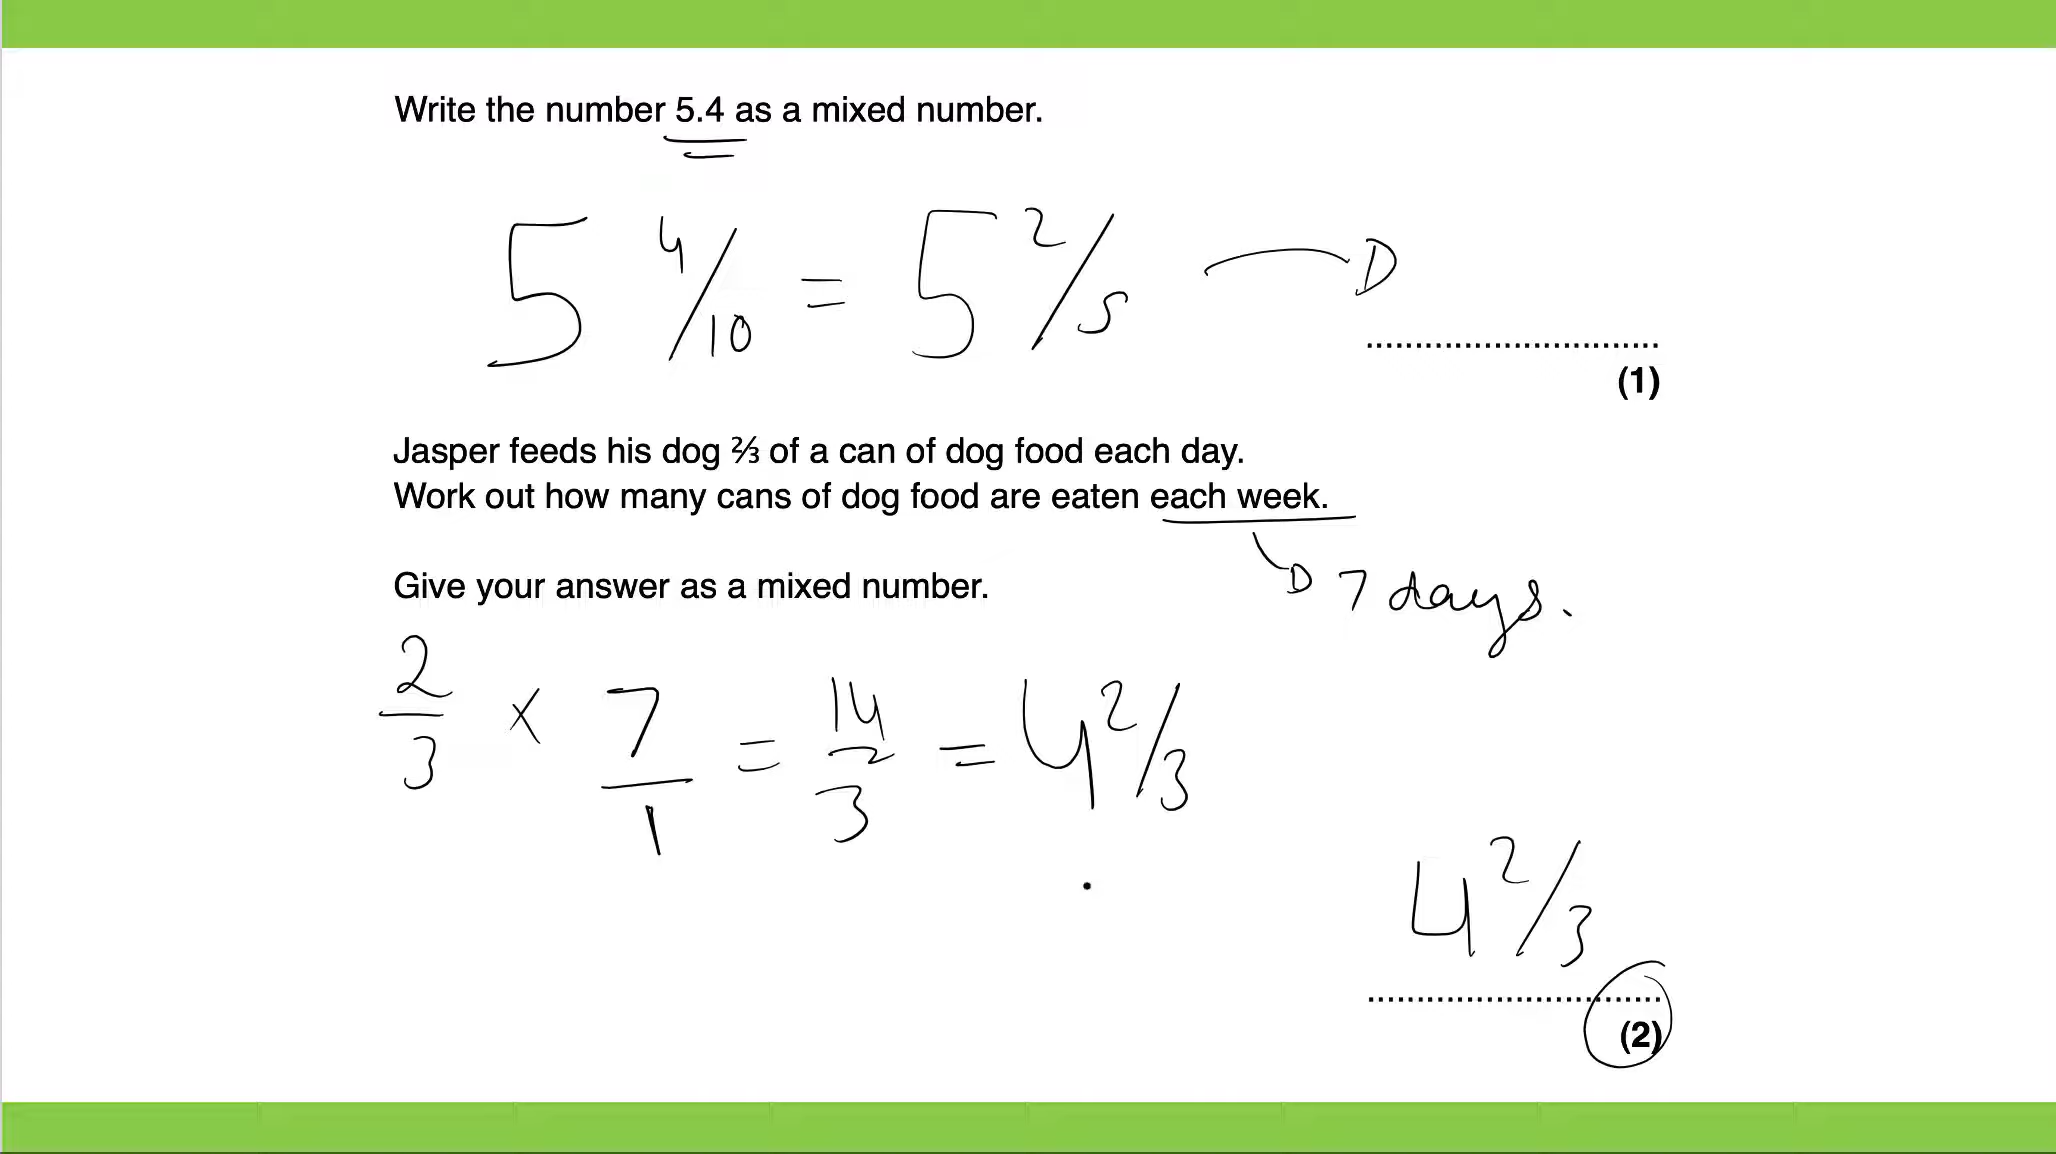 Write the number 5.4 as a mixed number.
5 4/10 = 5 2/5
(1)
Jasper feeds his dog ⅔ of a can of dog food each day.
Work out how many cans of dog food are eaten each week.
7 days.
Give your answer as a mixed number.
2/3 x 7/1 = 14/3 = 4 2/3
4 2/3
(2)